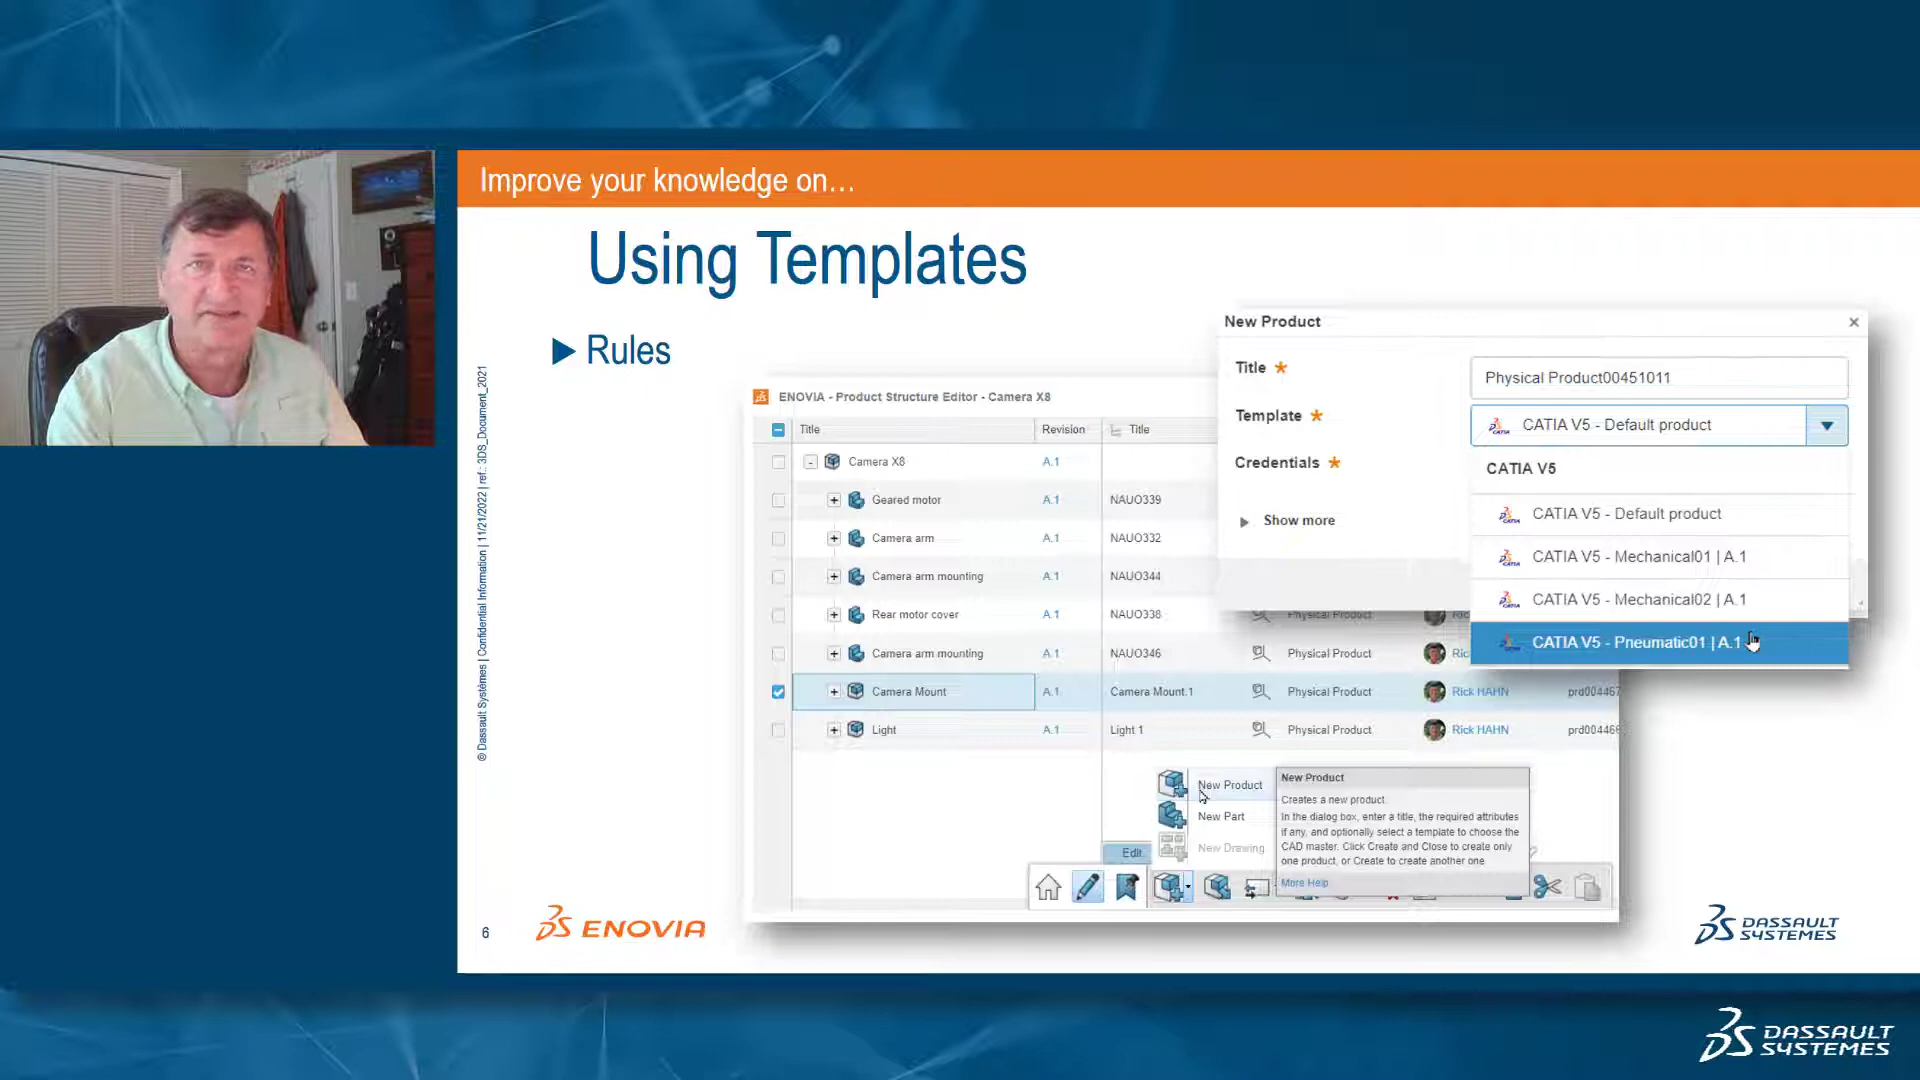 Improve your knowledge on...
Using Templates
Rules
© Dassault Systèmes | Confidential Information | 11/21/2022 | ref.: 3DS_Document_2021
New Product
Title *
Physical Product00451011
Template *
CATIA V5 - Default product
Credentials *
CATIA V5
Show more
CATIA V5 - Default product
CATIA V5 - Mechanical01 | A.1
CATIA V5 - Mechanical02 | A.1
CATIA V5 - Pneumatic01 | A.1
ENOVIA - Product Structure Editor - Camera X8
Title Revision Title
Camera X8 A.1
Geared motor A.1 NAUO339
Camera arm A.1 NAUO332
Camera arm mounting A.1 NAUO344
Rear motor cover A.1 NAUO338 Physical Product
Camera arm mounting A.1 NAUO346 Physical Product Rick HAHN
Camera Mount A.1 Camera Mount.1 Physical Product Rick HAHN prd004467
Light A.1 Light 1 Physical Product Rick HAHN prd004466
New Product
New Part
New Drawing
Edit
New Product
Creates a new product.
In the dialog box, enter a title, the required attributes
if any, and optionally select a template to choose the
CAD master. Click Create and Close to create only
one product, or Create to create another one
More Help
6
ENOVIA
DASSAULT
SYSTEMES
DASSAULT
SYSTEMES